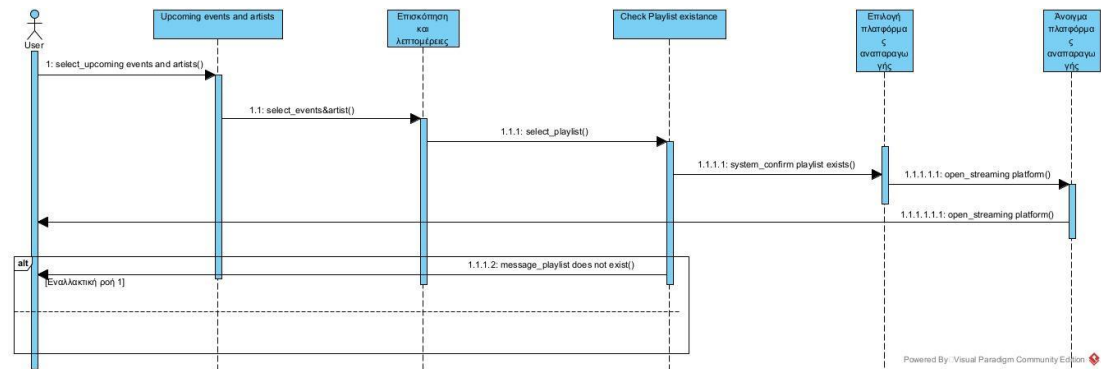 User
Upcoming events and artists
Επισκόπηση
και
λεπτομέρειες
Check Playlist existance
Επιλογή
πλατφόρμα
ς
αναπαραγω
γής
Άνοιγμα
πλατφόρμα
ς
αναπαραγω
γής
1: select_upcoming events and artists()
1.1: select_events&artist()
1.1.1: select_playlist()
1.1.1.1: system_confirm playlist exists()
1.1.1.1.1: open_streaming platform()
1.1.1.1.1.1: open_streaming platform()
alt
1.1.1.2: message_playlist does not exist()
[Εναλλακτική ροή 1]
Powered By: Visual Paradigm Community Edition